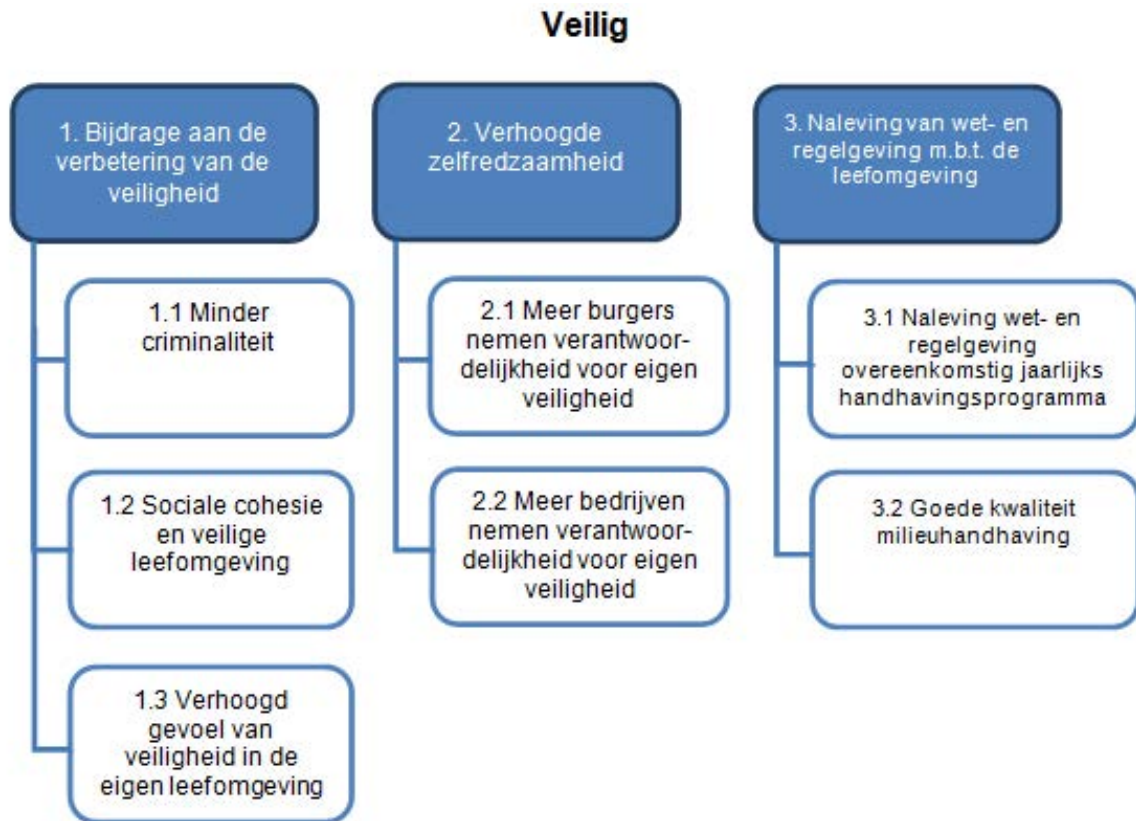 Veilig
1. Bijdrage aan de
verbetering van de
veiligheid
1.1 Minder
criminaliteit
1.2 Sociale cohesie
en veilige
leefomgeving
1.3 Verhoogd
gevoel van
veiligheid in de
eigen leefomgeving
2. Verhoogde
zelfredzaamheid
2.1 Meer burgers
nemen verantwoor-
delijkheid voor eigen
veiligheid
2.2 Meer bedrijven
nemen verantwoor-
delijkheid voor eigen
veiligheid
3. Naleving van wet- en
regelgeving m.b.t. de
leefomgeving
3.1 Naleving wet- en
regelgeving
overeenkomstig jaarlijks
handhavingsprogramma
3.2 Goede kwaliteit
milieuhandhaving